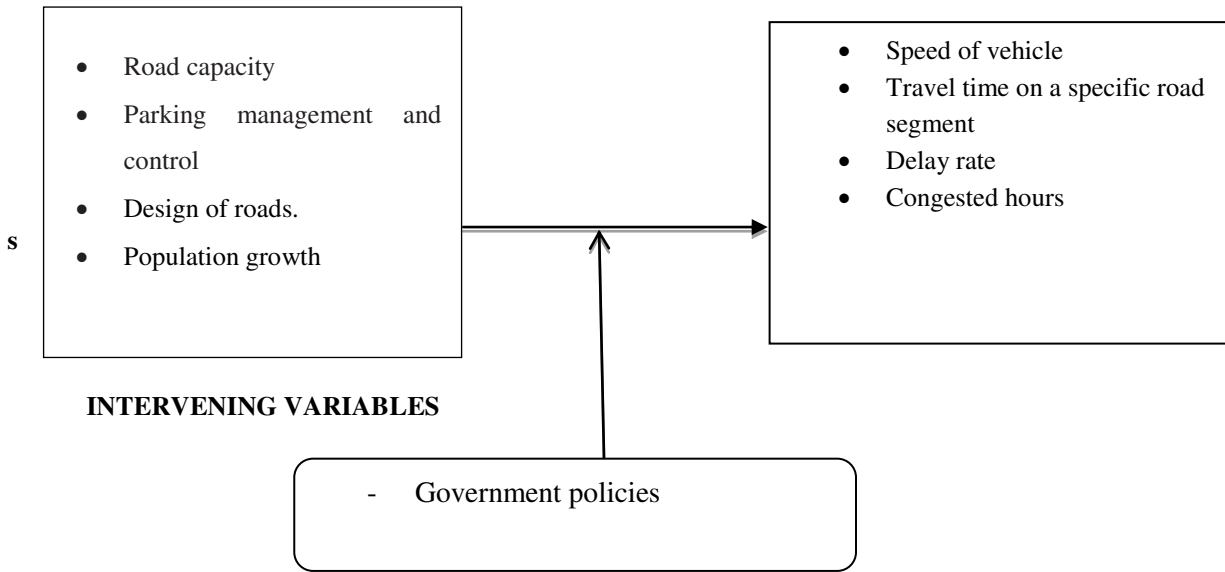 • Road capacity
• Parking management and
control
• Design of roads.
• Population growth
s
• Speed of vehicle
• Travel time on a specific road
segment
• Delay rate
• Congested hours
INTERVENING VARIABLES
- Government policies